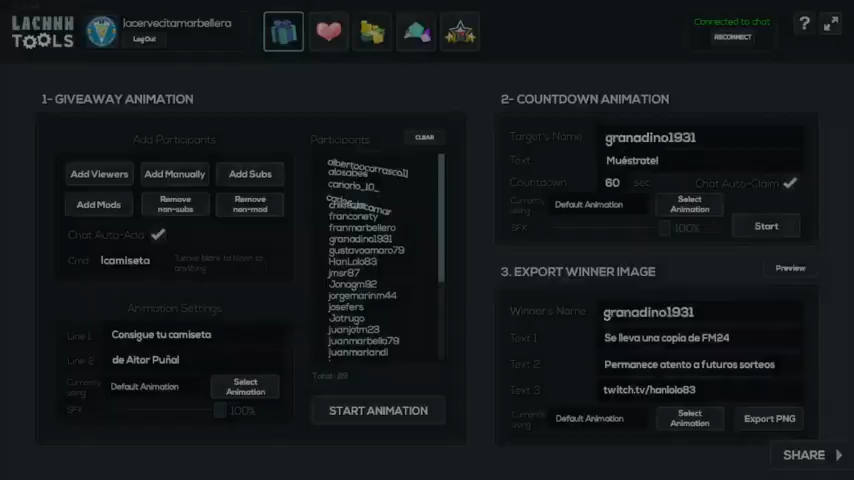 LACHHH
TOOLS
lacervecitamarbellera
Log Out
Connected to chat
RECONNECT
?
1- GIVEAWAY ANIMATION
Add Participants
Add Viewers
Add Manually
Add Subs
Add Mods
Remove
non-subs
Remove
non-mod
Chat Auto-Add
Cmd
!camiseta
Leave blank to listen to
anything
Animation Settings
Line 1
Consigue tu camiseta
Line 2
de Aitor Puñal
Currently
using
Default Animation
Select
Animation
SFX
100%
Participants
CLEAR
alosabes
canario_10_
franconety
franmarbellero
granadino1931
gustavoamaro79
HanLolo83
jmsr87
Jonagm92
jorgemarinm44
josefers
Jotrugo
juanjotm23
juanmarbella79
juanmarlandi
Total: 89
START ANIMATION
2- COUNTDOWN ANIMATION
Target's Name
granadino1931
Text
Muéstrate!
Countdown
60 sec
Chat Auto-Claim
Currently
using
Default Animation
Select
Animation
SFX
100%
Start
3. EXPORT WINNER IMAGE
Preview
Winner's Name
granadino1931
Text 1
Se lleva una copia de FM24
Text 2
Permanece atento a futuros sorteos
Text 3
twitch.tv/hanlolo83
Currently
using
Default Animation
Select
Animation
Export PNG
SHARE